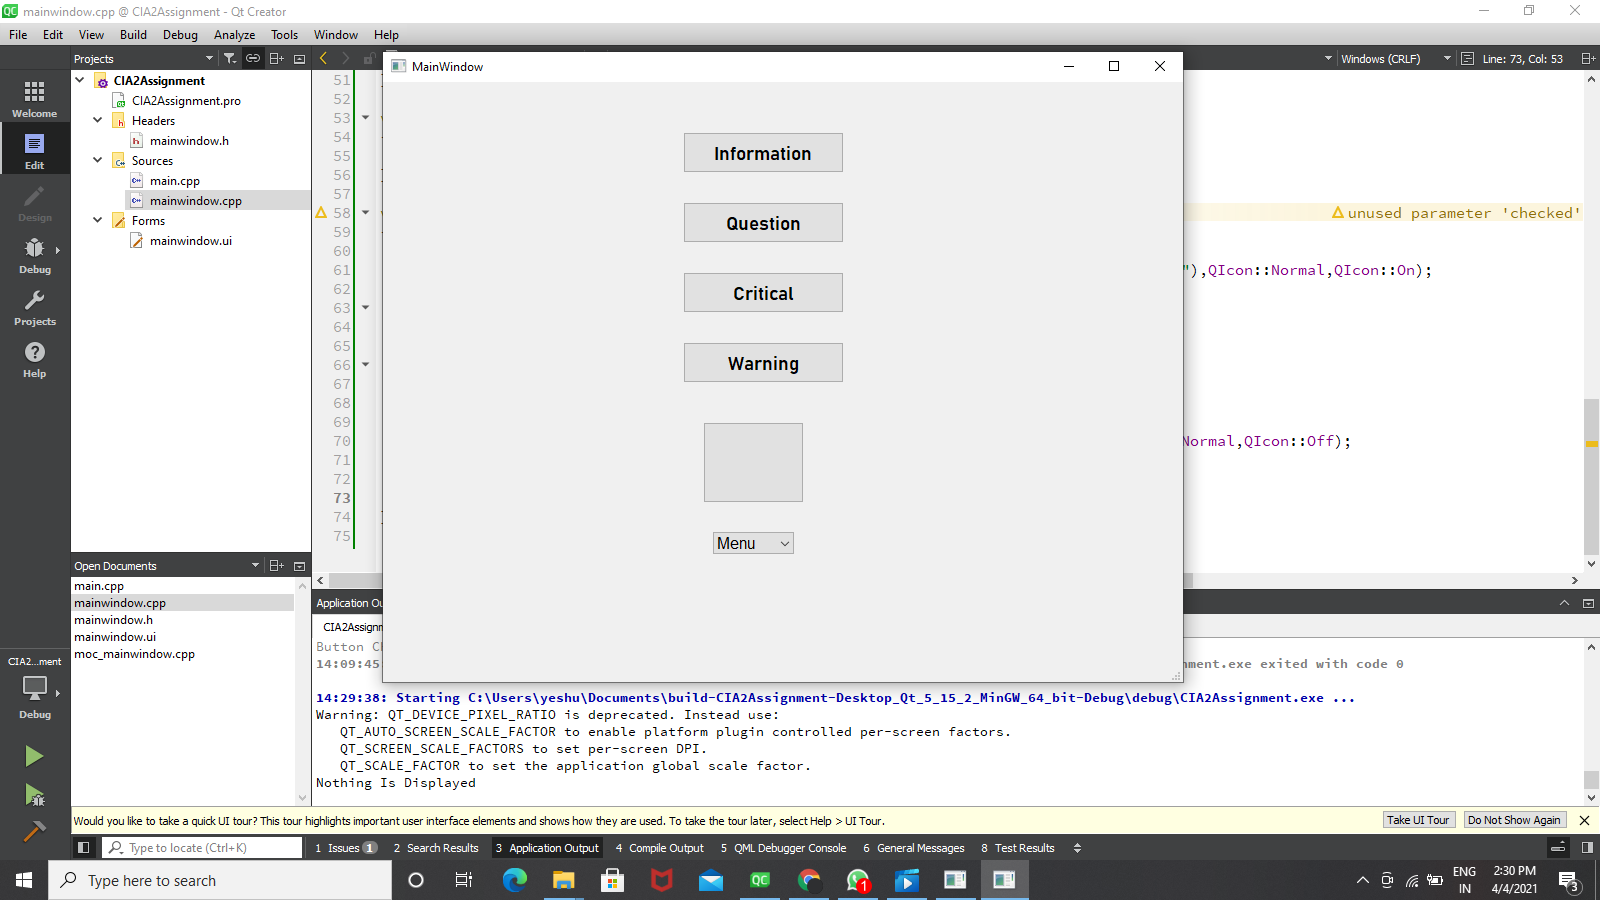 mainwindow.cpp @ CIA2Assignment - Qt Creator
File Edit View Build Debug Analyze Tools Window Help
Projects
Windows (CRLF)
Line: 73, Col: 53
MainWindow
Welcome
Edit
Design
Debug
Projects
Help
CIA2Assignment
CIA2Assignment.pro
Headers
mainwindow.h
Sources
main.cpp
mainwindow.cpp
Forms
mainwindow.ui
51
52
53
54
55
56
57
58
59
60
61
62
63
64
65
66
67
68
69
70
71
72
73
74
75
unused parameter 'checked'
"),QIcon::Normal,QIcon::On);
Normal,QIcon::Off);
Information
Question
Critical
Warning
Menu
Open Documents
main.cpp
mainwindow.cpp
mainwindow.h
mainwindow.ui
moc_mainwindow.cpp
CIA2...ment
Debug
Application Ou
CIA2Assignm
Button C
14:09:45
nment.exe exited with code 0
14:29:38: Starting C:\Users\yeshu\Documents\build-CIA2Assignment-Desktop_Qt_5_15_2_MinGW_64_bit-Debug\debug\CIA2Assignment.exe ...
Warning: QT_DEVICE_PIXEL_RATIO is deprecated. Instead use:
QT_AUTO_SCREEN_SCALE_FACTOR to enable platform plugin controlled per-screen factors.
QT_SCREEN_SCALE_FACTORS to set per-screen DPI.
QT_SCALE_FACTOR to set the application global scale factor.
Nothing Is Displayed
Would you like to take a quick UI tour? This tour highlights important user interface elements and shows how they are used. To take the tour later, select Help > UI Tour.
Take UI Tour
Do Not Show Again
Type to locate (Ctrl+K)
1 Issues 1
2 Search Results
3 Application Output
4 Compile Output
5 QML Debugger Console
6 General Messages
8 Test Results
Type here to search
QC
1
ENG
IN
2:30 PM
4/4/2021
3